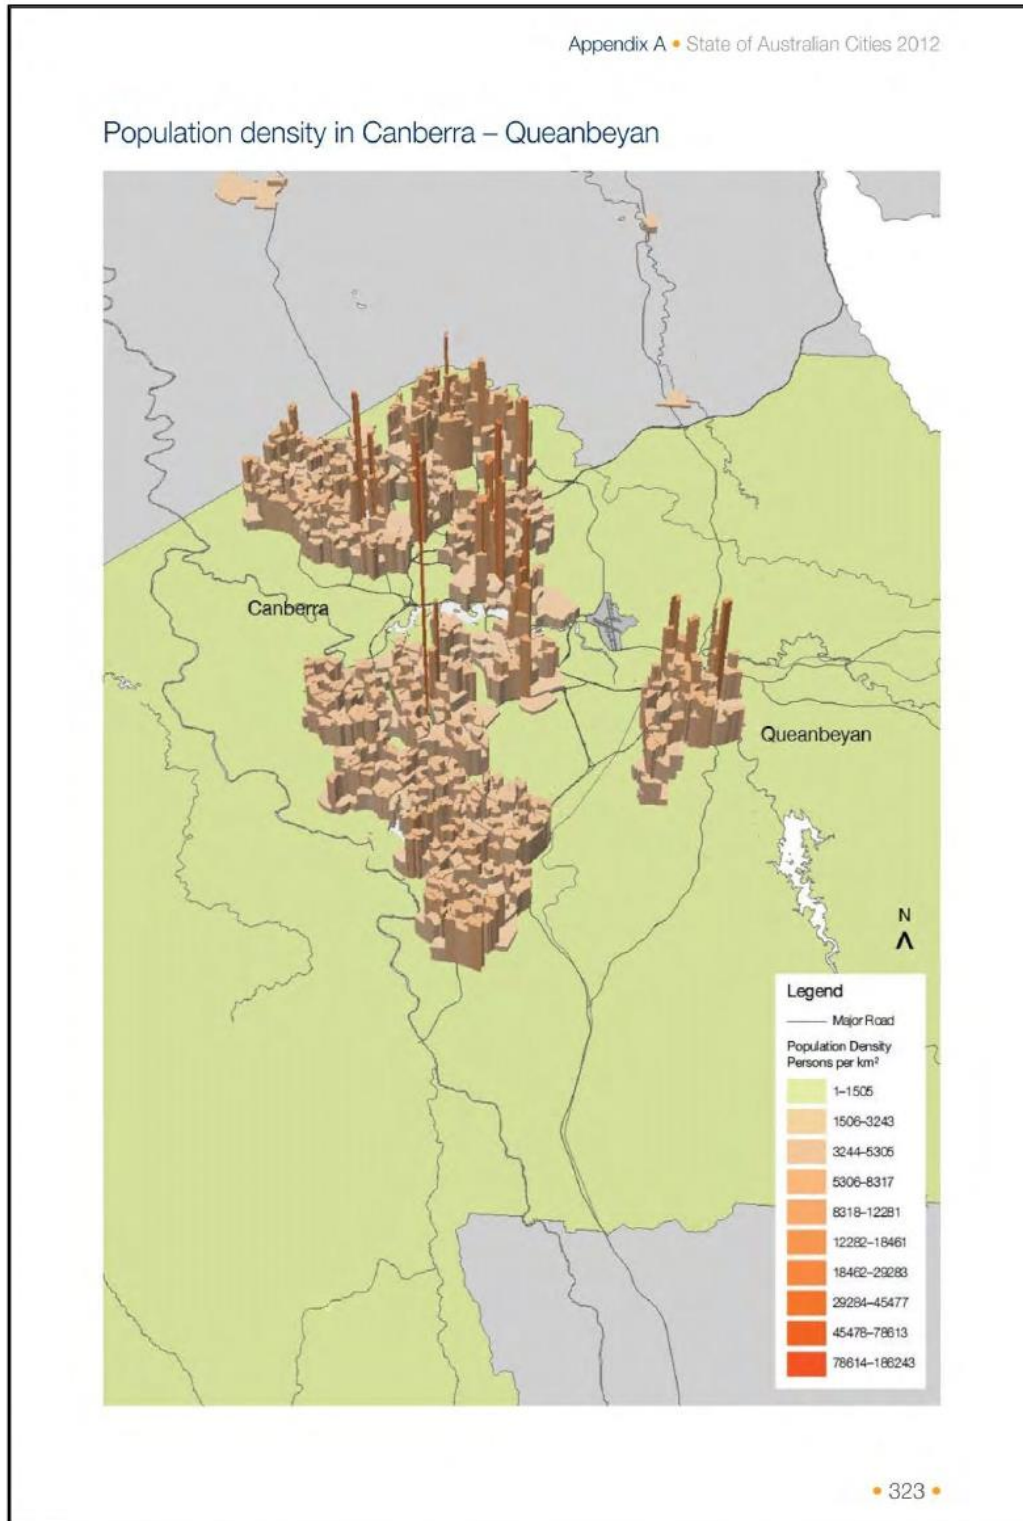 Appendix A • State of Australian Cities 2012
Population density in Canberra – Queanbeyan
Canberra
Queanbeyan
N
Legend
Major Road
Population Density
Persons per km²
1–1505
1506–3243
3244–5305
5306–8317
8318–12281
12282–18461
18462–29283
29284–45477
45478–78613
78614–186243
• 323 •